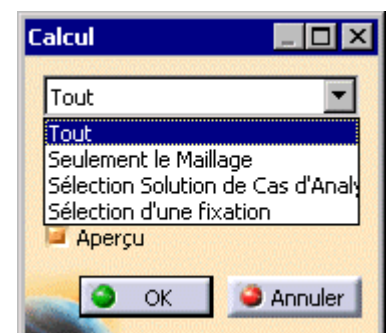 Calcul
Tout
Tout
Seulement le Maillage
Sélection Solution de Cas d'Analy
Sélection d'une fixation
Aperçu
OK Annuler